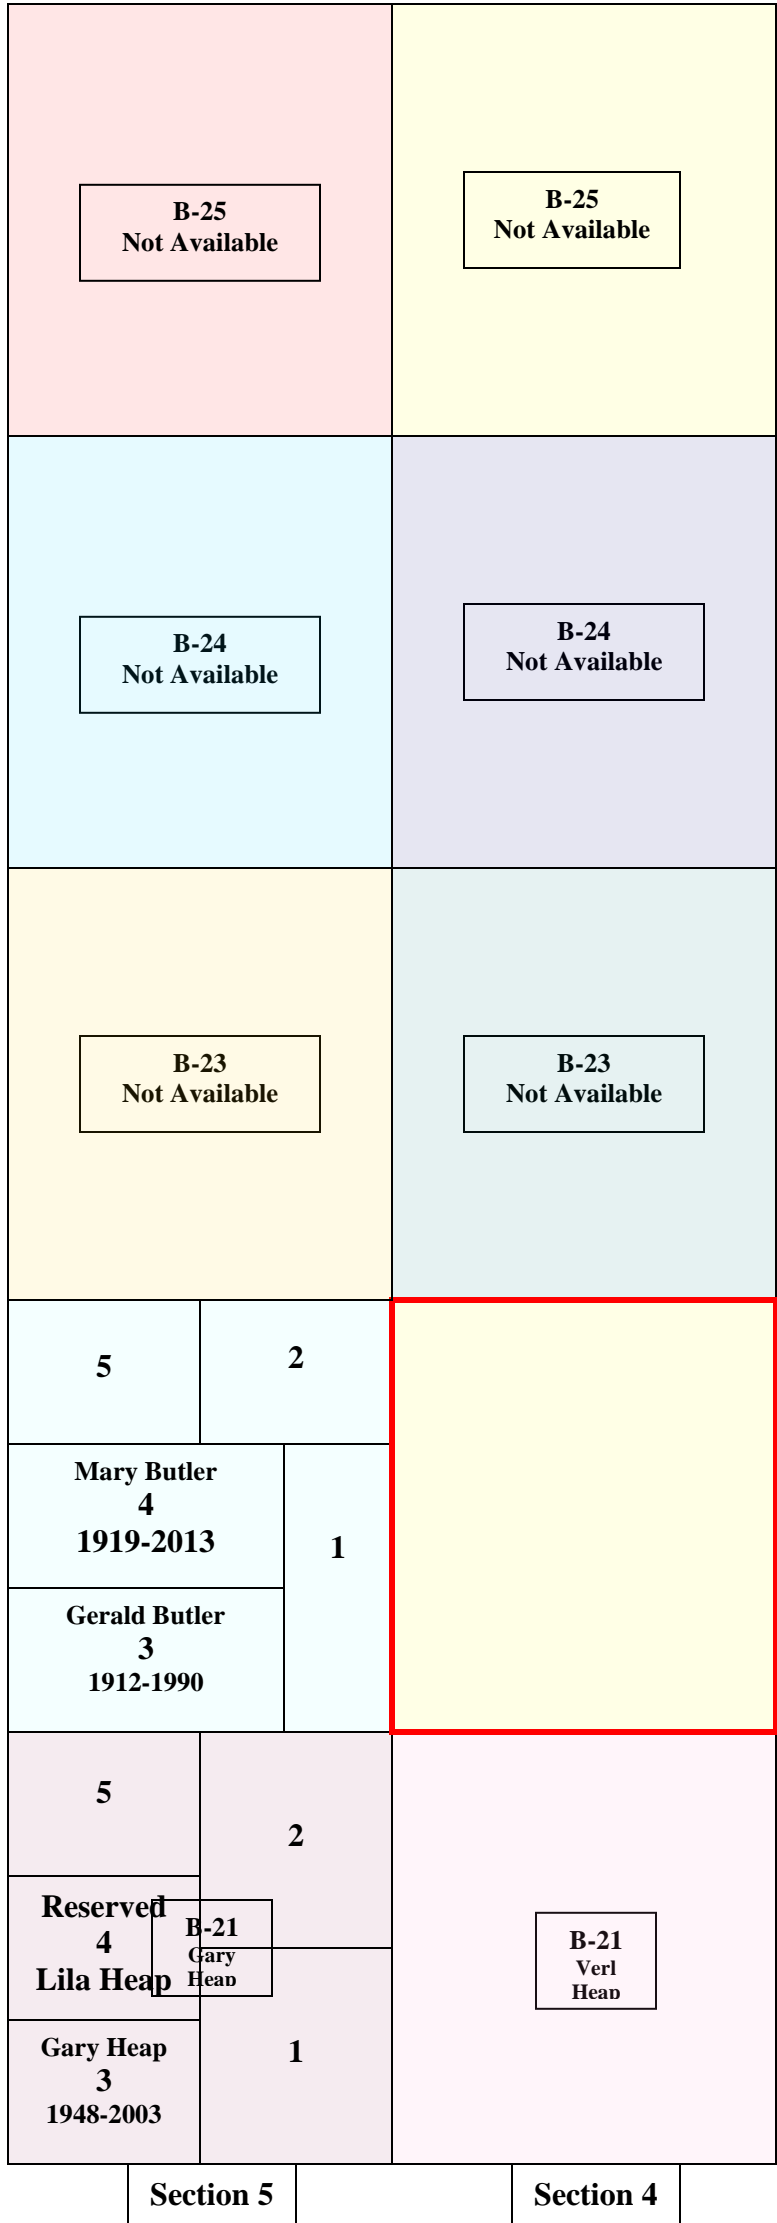 B-25
Not Available
B-25
Not Available
B-24
Not Available
B-24
Not Available
B-23
Not Available
B-23
Not Available
5
2
Mary Butler
4
1919-2013
1
Gerald Butler
3
1912-1990
5
2
Reserved
4
Lila Heap
B-21
Gary
Heap
B-21
Verl
Heap
Gary Heap
3
1948-2003
1
Section 5
Section 4